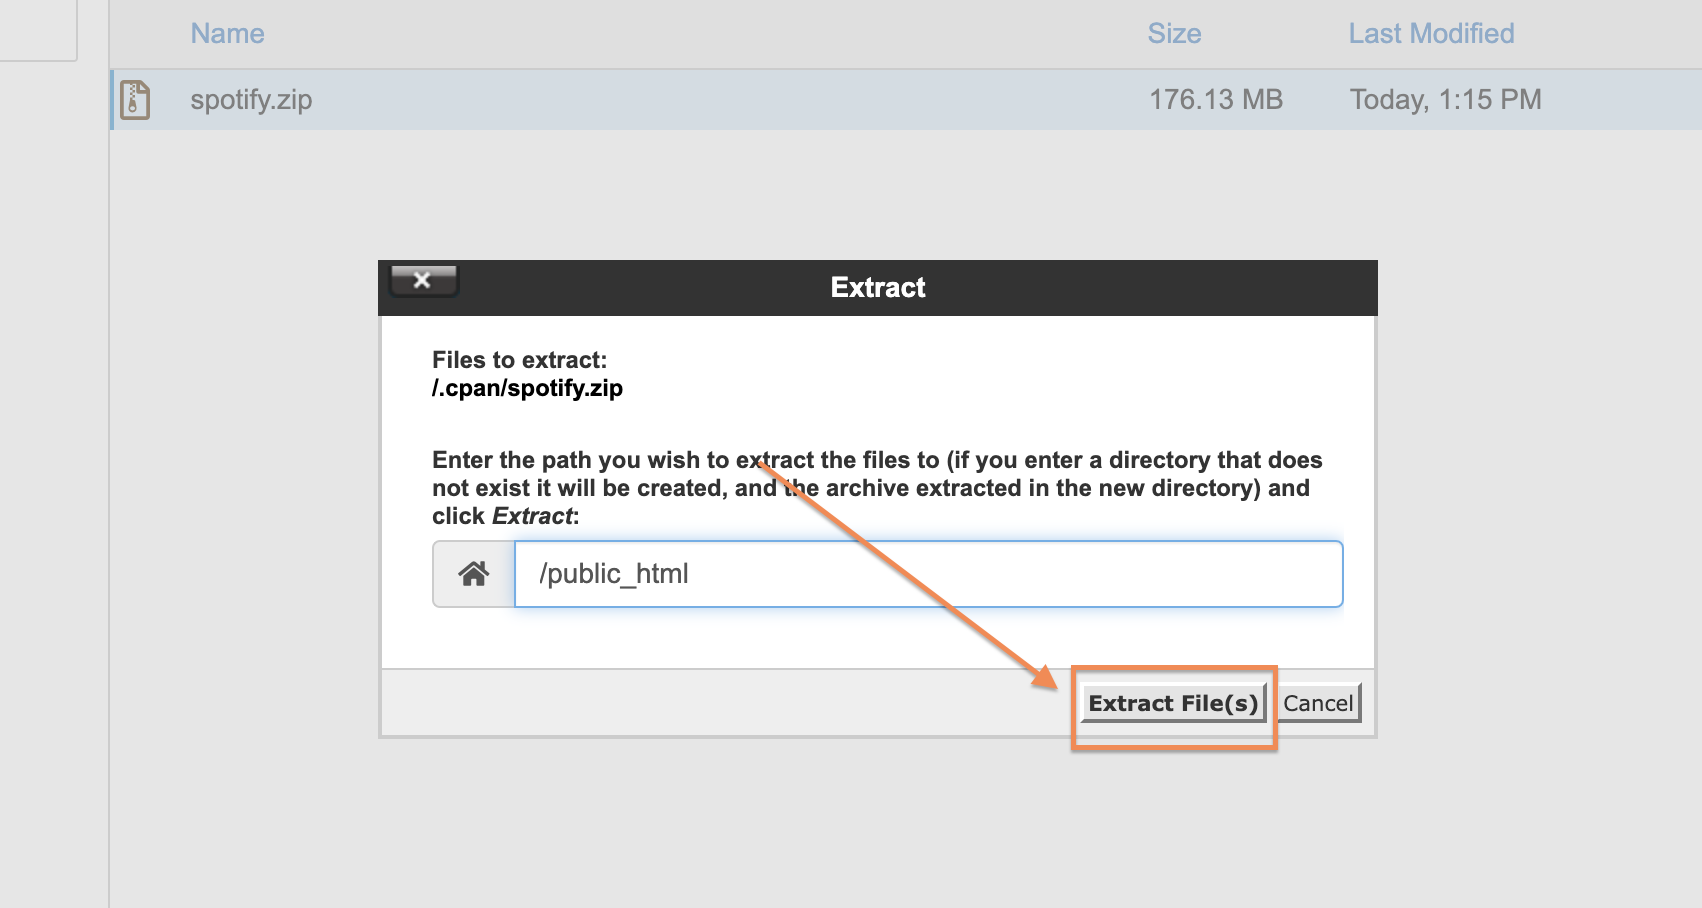 Name Size Last Modified
spotify.zip 176.13 MB Today, 1:15 PM
Extract
Files to extract:
/.cpan/spotify.zip
Enter the path you wish to extract the files to (if you enter a directory that does
not exist it will be created, and the archive extracted in the new directory) and
click Extract:
/public_html
Extract File(s) Cancel